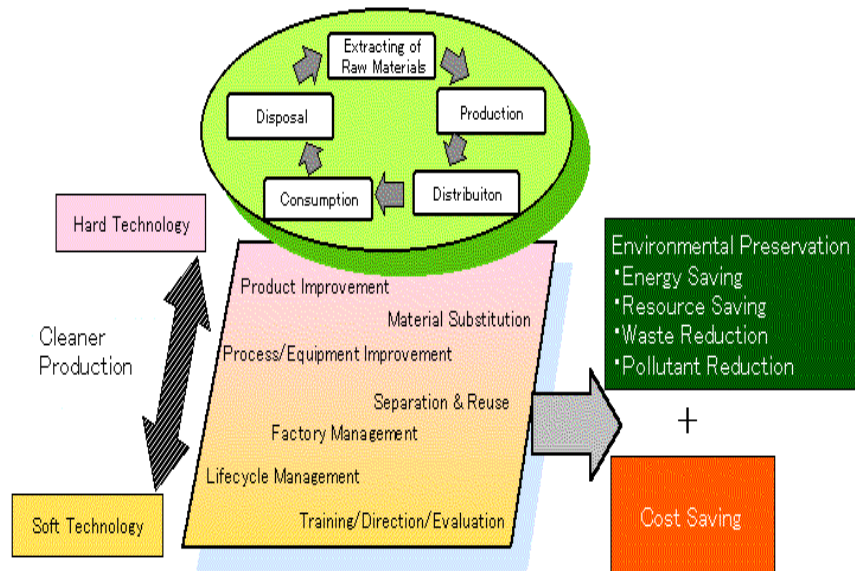 Extracting of
Raw Materials
Production
Distribuiton
Consumption
Disposal
Hard Technology
Cleaner
Production
Soft Technology
Product Improvement
Material Substitution
Process/Equipment Improvement
Separation & Reuse
Factory Management
Lifecycle Management
Training/Direction/Evaluation
Environmental Preservation
・Energy Saving
・Resource Saving
・Waste Reduction
・Pollutant Reduction
+
Cost Saving